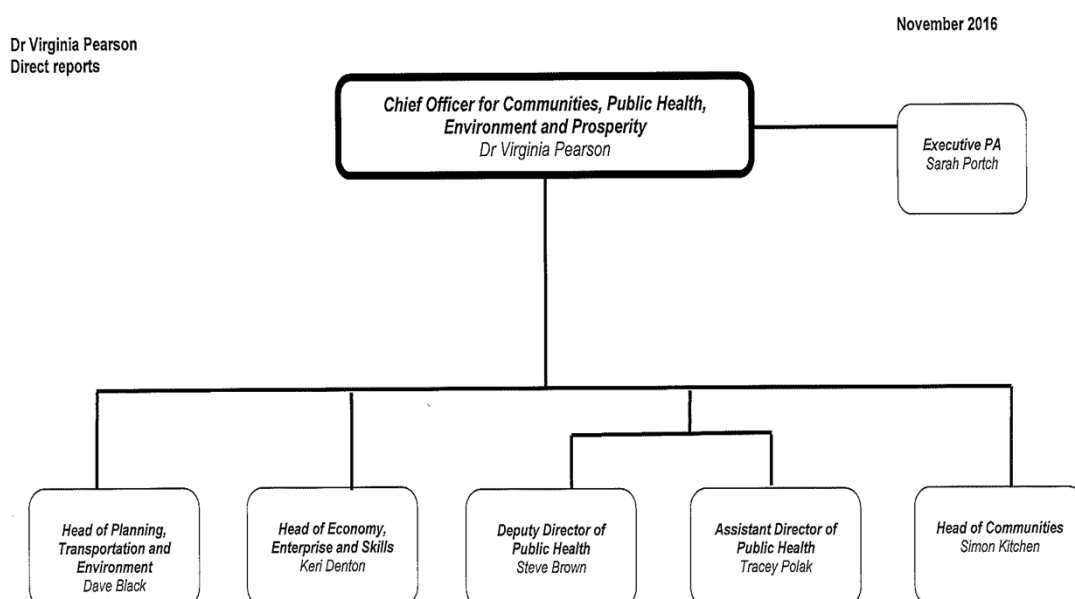 Dr Virginia Pearson
Direct reports
November 2016
Chief Officer for Communities, Public Health,
Environment and Prosperity
Dr Virginia Pearson
Executive PA
Sarah Portch
Head of Planning,
Transportation and
Environment
Dave Black
Head of Economy,
Enterprise and Skills
Keri Denton
Deputy Director of
Public Health
Steve Brown
Assistant Director of
Public Health
Tracey Polak
Head of Communities
Simon Kitchen